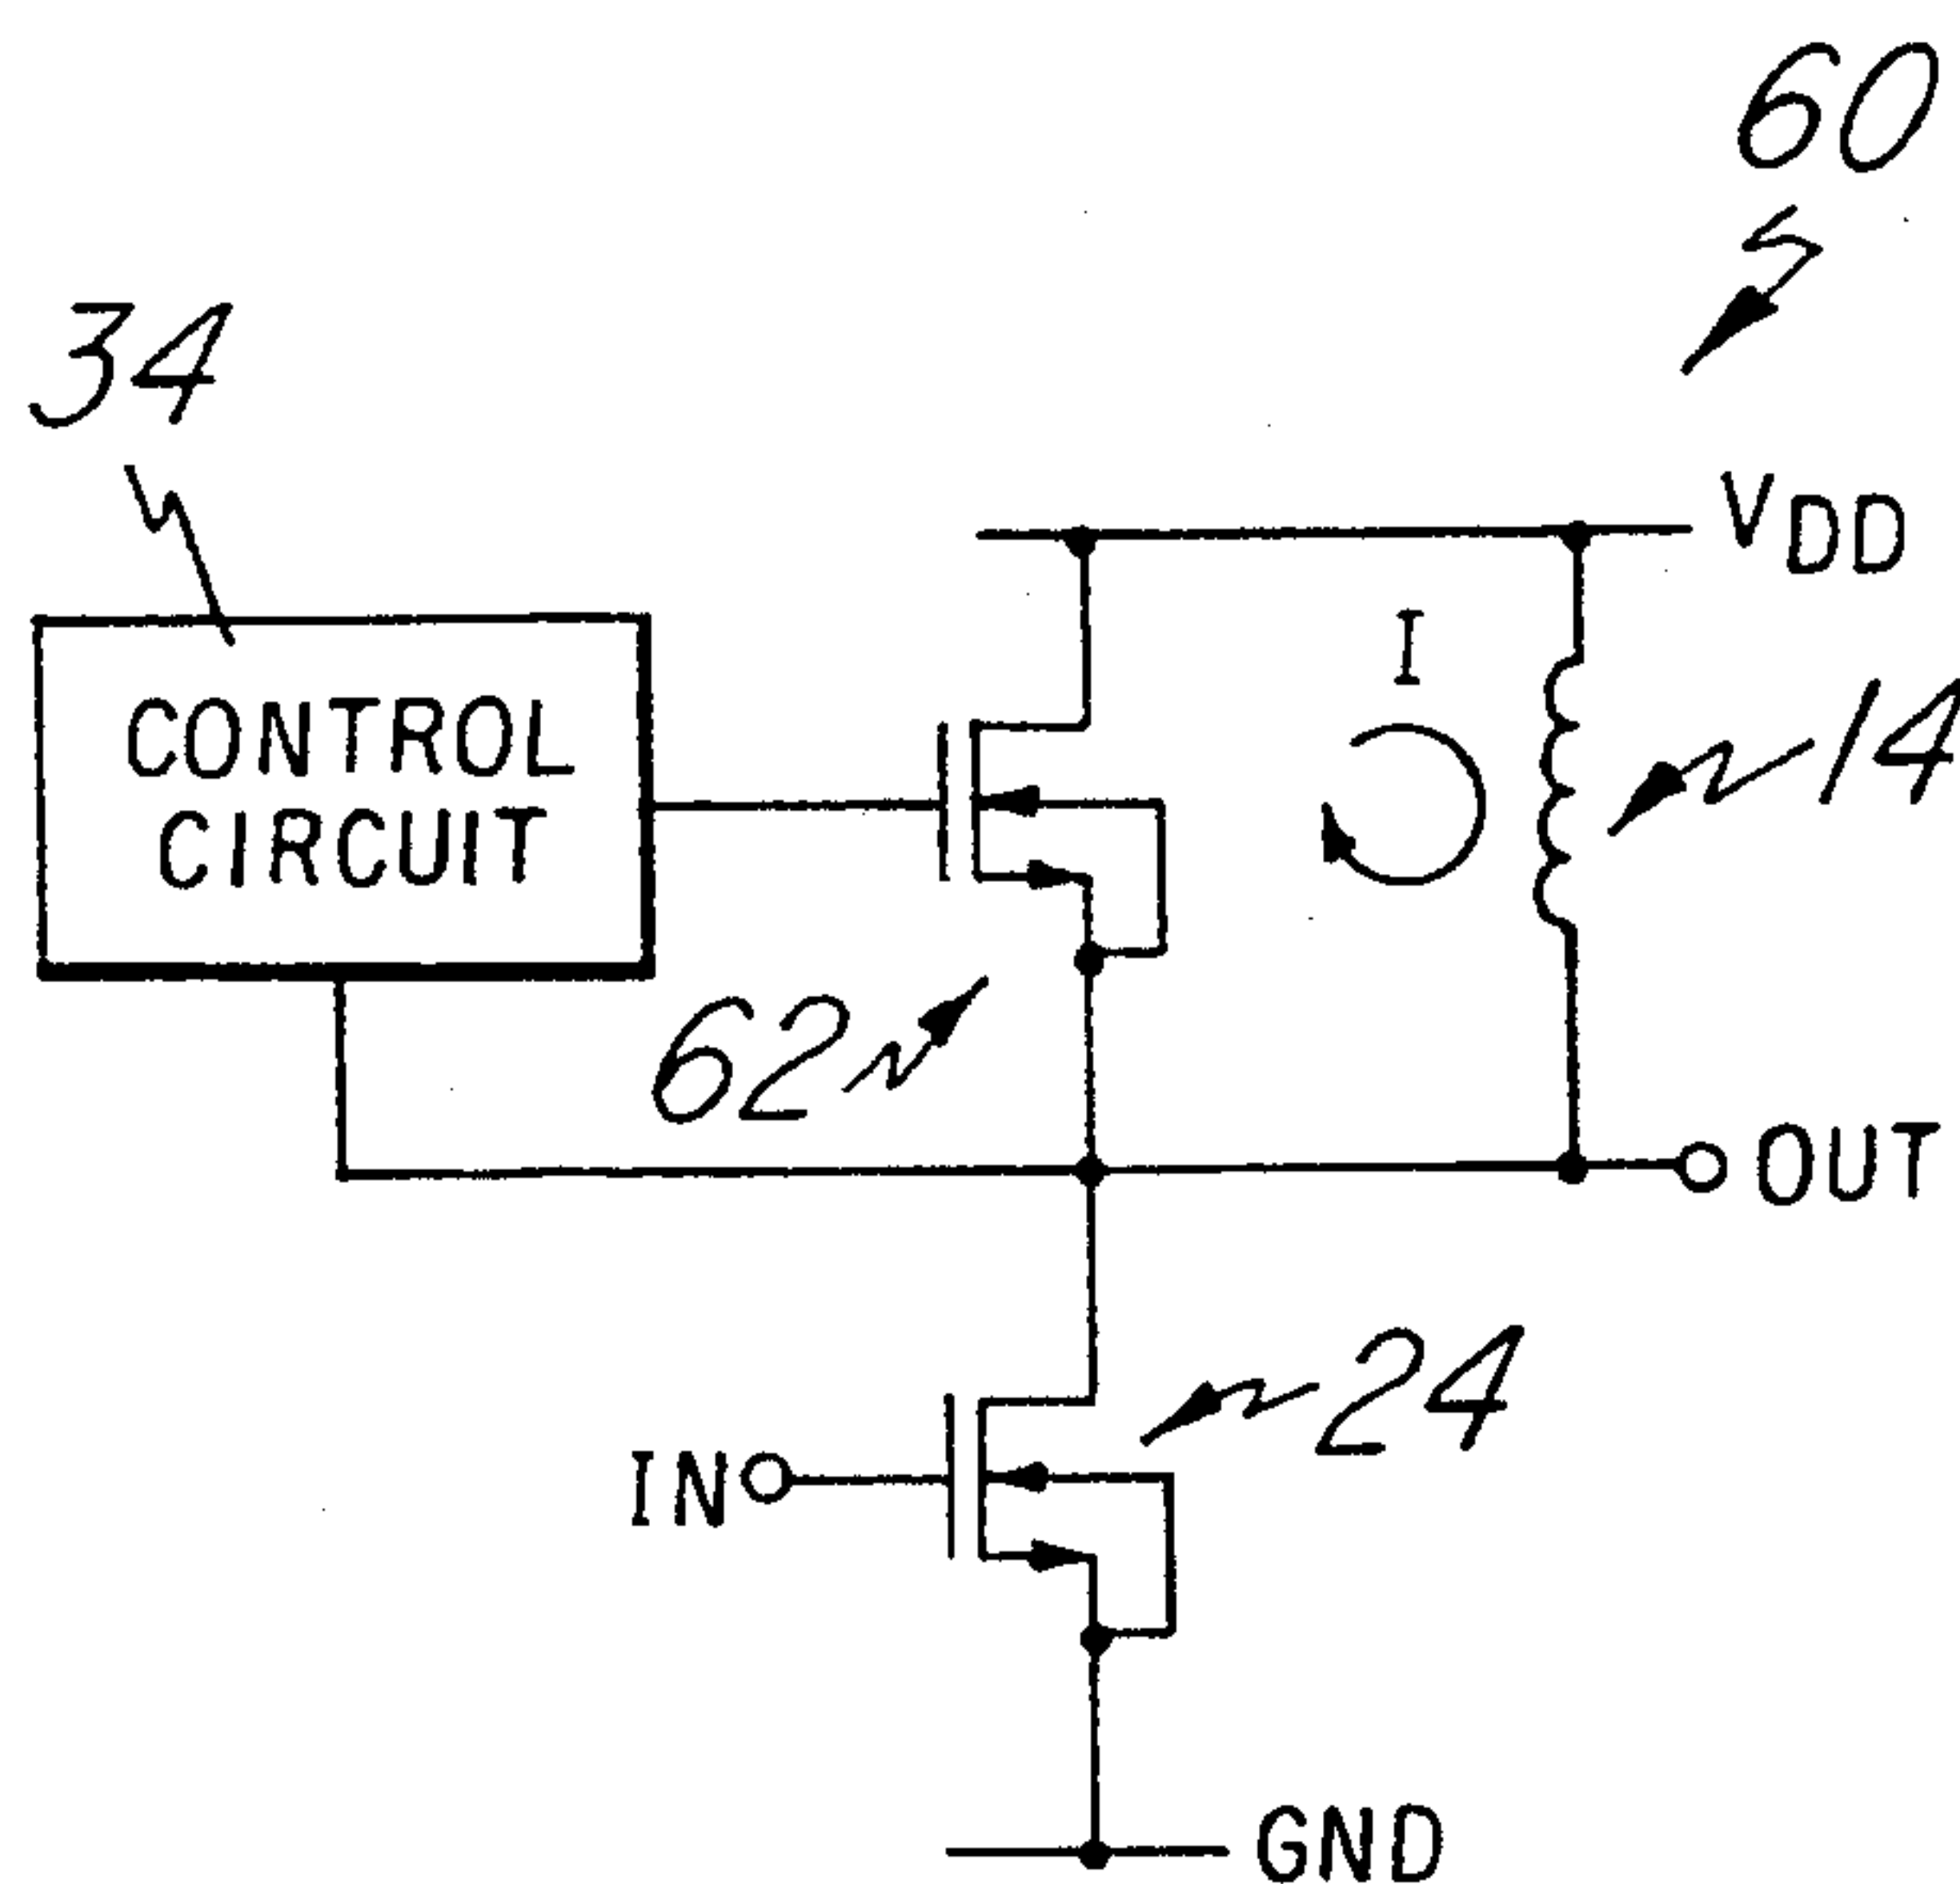 60
34
VDD
I
CONTROL
CIRCUIT
14
62
OUT
24
IN
GND